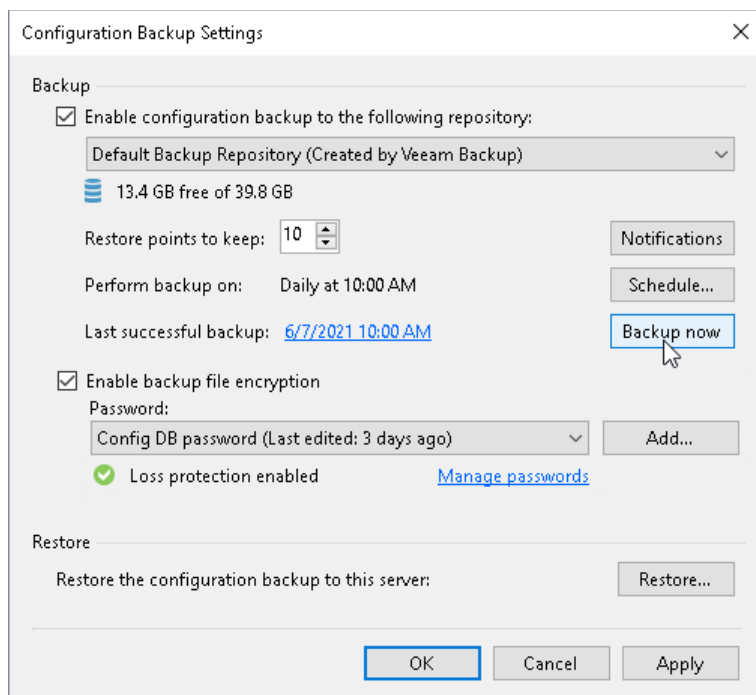 Configuration Backup Settings
Backup
Enable configuration backup to the following repository:
Default Backup Repository (Created by Veeam Backup)
13.4 GB free of 39.8 GB
Restore points to keep: 10 Notifications
Perform backup on: Daily at 10:00 AM Schedule...
Last successful backup: 6/7/2021 10:00 AM Backup now
Enable backup file encryption
Password:
Config DB password (Last edited: 3 days ago) Add...
Loss protection enabled Manage passwords
Restore
Restore the configuration backup to this server: Restore...
OK Cancel Apply